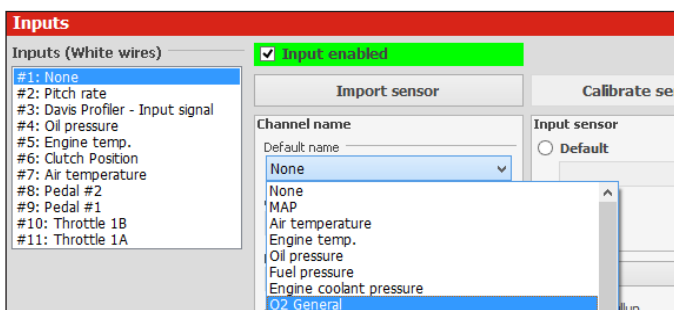 Inputs
Inputs (White wires)
#1: None
#2: Pitch rate
#3: Davis Profiler - Input signal
#4: Oil pressure
#5: Engine temp.
#6: Clutch Position
#7: Air temperature
#8: Pedal #2
#9: Pedal #1
#10: Throttle 1B
#11: Throttle 1A
Input enabled
Import sensor
Calibrate se
Channel name
Default name
None
None
MAP
Air temperature
Engine temp.
Oil pressure
Fuel pressure
Engine coolant pressure
O2 General
Input sensor
Default